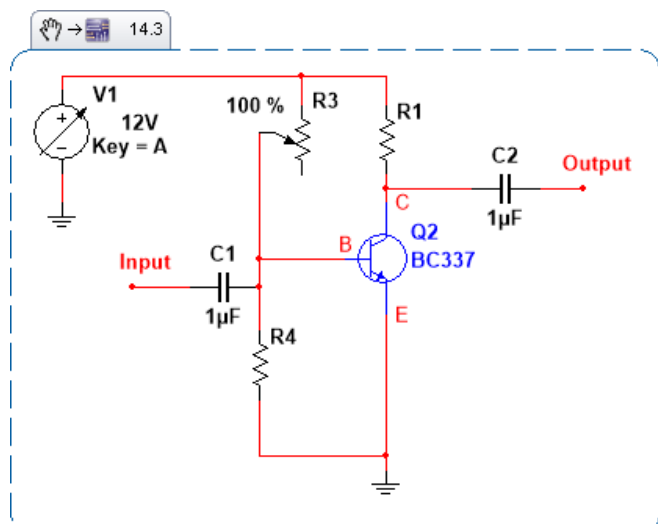 14.3
V1
12V
Key = A
100 %
R3
R1
C2
Output
1µF
C
Q2
BC337
B
Input
C1
1µF
E
R4